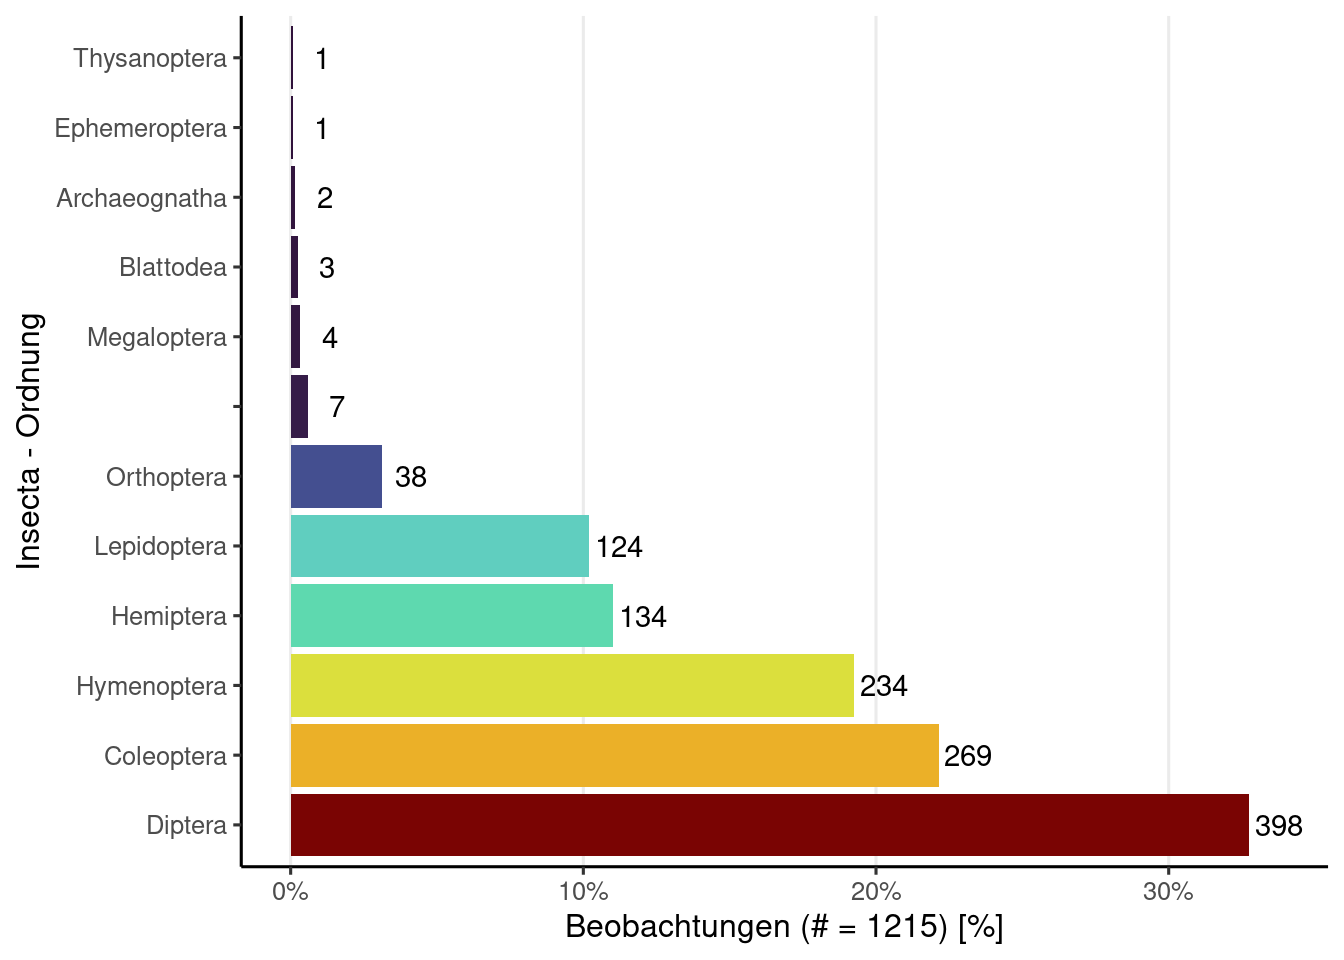 Thysanoptera 1
Ephemeroptera 1
Archaeognatha 2
Blattodea 3
Megaloptera 4
7
Orthoptera 38
Lepidoptera 124
Hemiptera 134
Hymenoptera 234
Coleoptera 269
Diptera 398
Insecta - Ordnung
0% 10% 20% 30%
Beobachtungen (# = 1215) [%]